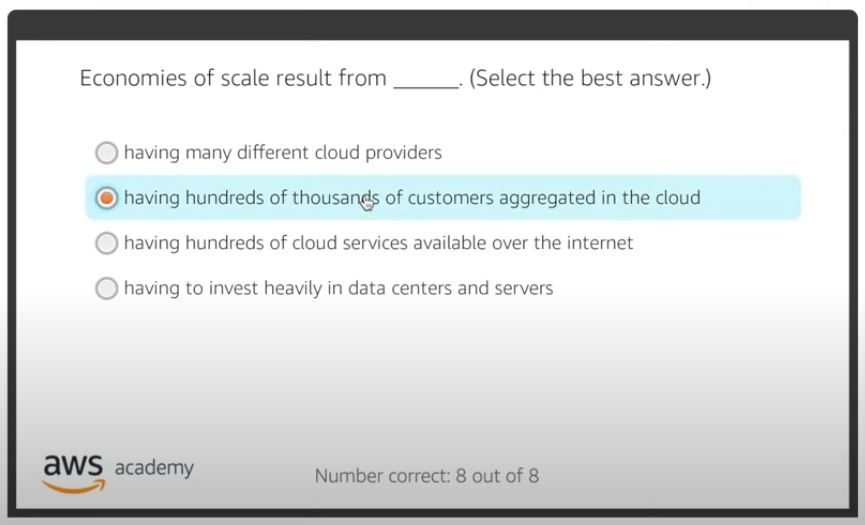 Economies of scale result from ______. (Select the best answer.)
having many different cloud providers
having hundreds of thousands of customers aggregated in the cloud
having hundreds of cloud services available over the internet
having to invest heavily in data centers and servers
aws academy
Number correct: 8 out of 8